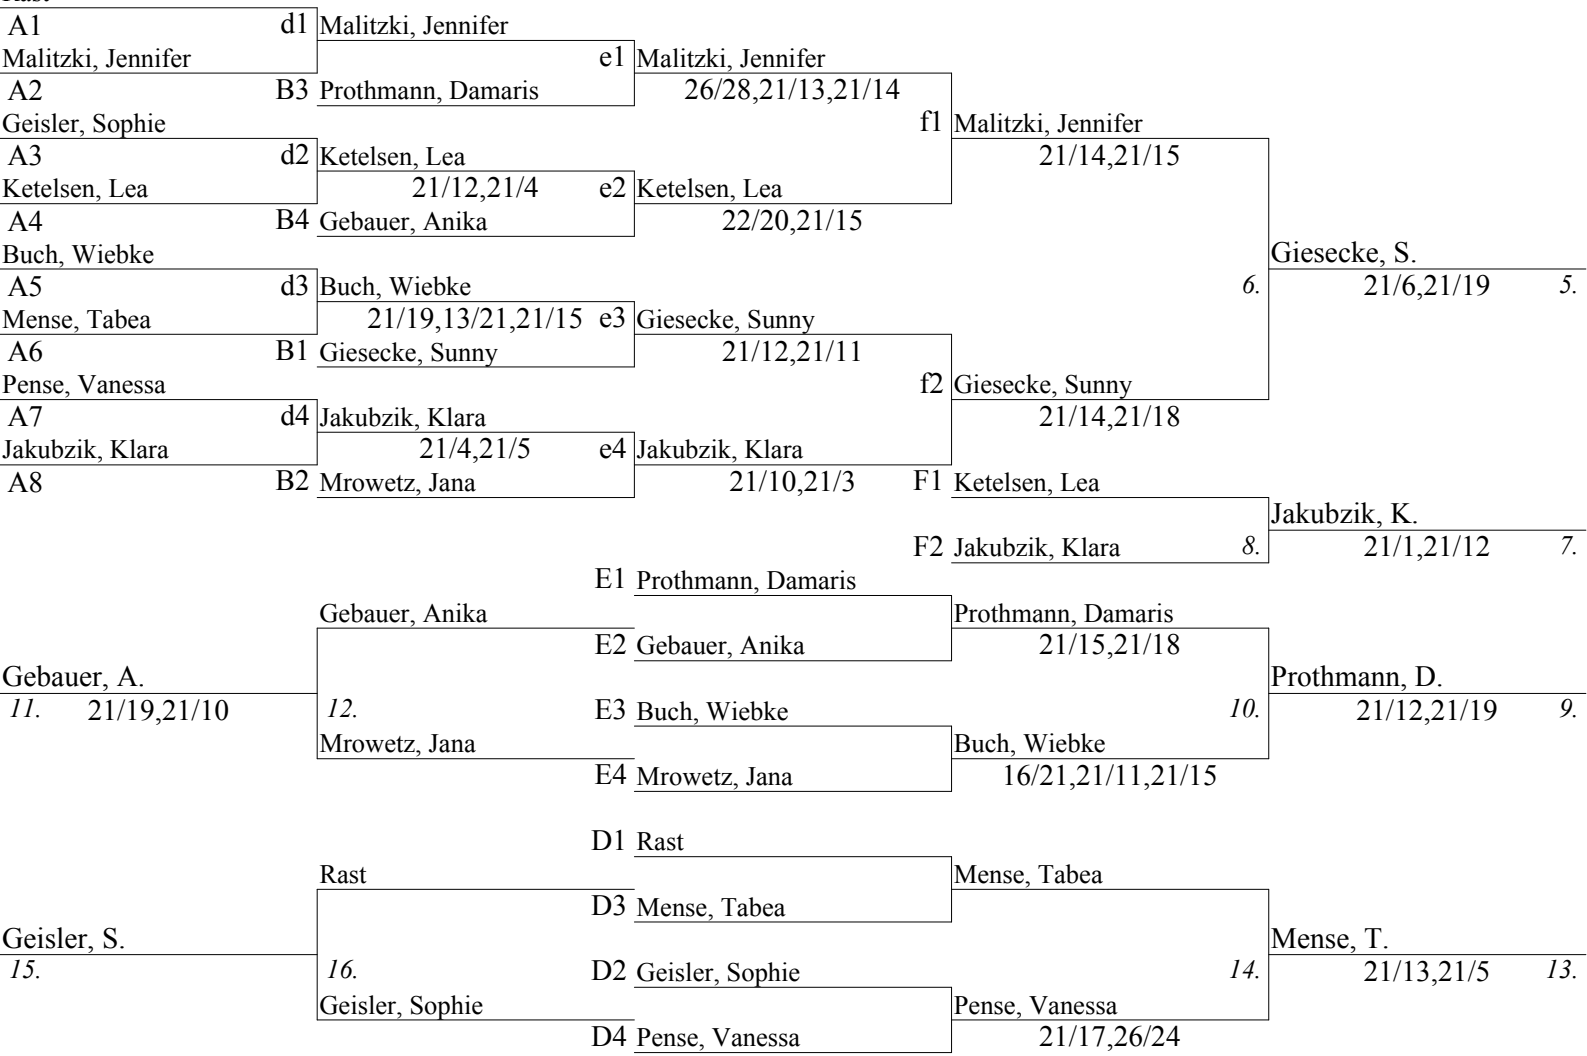 A1 d1 Malitzki, Jennifer
Malitzki, Jennifer e1 Malitzki, Jennifer
A2 B3 Prothmann, Damaris 26/28,21/13,21/14
Geisler, Sophie f1 Malitzki, Jennifer
A3 d2 Ketelsen, Lea 21/14,21/15
Ketelsen, Lea 21/12,21/4 e2 Ketelsen, Lea
A4 B4 Gebauer, Anika 22/20,21/15
Buch, Wiebke Giesecke, S.
A5 d3 Buch, Wiebke 6. 21/6,21/19 5.
Mense, Tabea 21/19,13/21,21/15 e3 Giesecke, Sunny
A6 B1 Giesecke, Sunny 21/12,21/11
Pense, Vanessa f2 Giesecke, Sunny
A7 d4 Jakubzik, Klara 21/14,21/18
Jakubzik, Klara 21/4,21/5 e4 Jakubzik, Klara
A8 B2 Mrowetz, Jana 21/10,21/3 F1 Ketelsen, Lea
Jakubzik, K.
F2 Jakubzik, Klara 8. 21/1,21/12 7.
E1 Prothmann, Damaris
Gebauer, Anika Prothmann, Damaris
E2 Gebauer, Anika 21/15,21/18
Gebauer, A. Prothmann, D.
11. 21/19,21/10 12. E3 Buch, Wiebke 10. 21/12,21/19 9.
Mrowetz, Jana Buch, Wiebke
E4 Mrowetz, Jana 16/21,21/11,21/15
D1 Rast
Rast Mense, Tabea
D3 Mense, Tabea
Geisler, S. Mense, T.
15. 16. D2 Geisler, Sophie 14. 21/13,21/5 13.
Geisler, Sophie Pense, Vanessa
D4 Pense, Vanessa 21/17,26/24